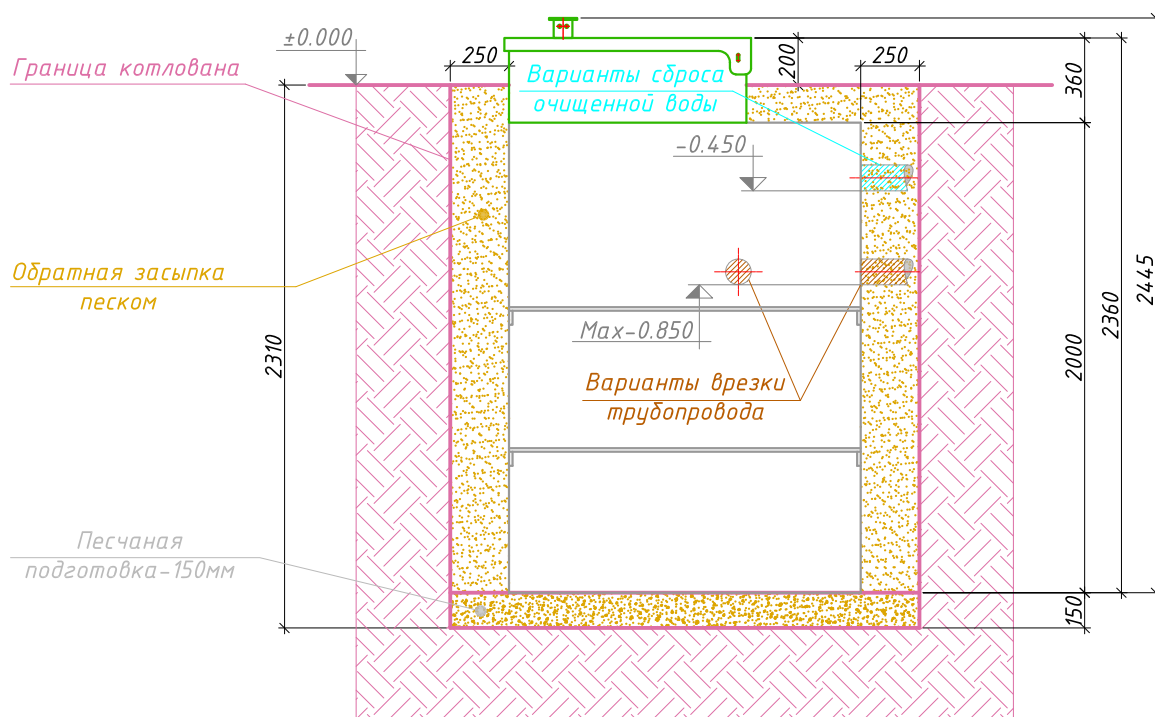 ±0.000
Граница котлована
250
Варианты сброса
очищенной воды
200
250
360
-0.450
Обратная засыпка
песком
Max-0.850
2310
Варианты врезки
трубопровода
2000
2360
2445
Песчаная
подготовка-150мм
150